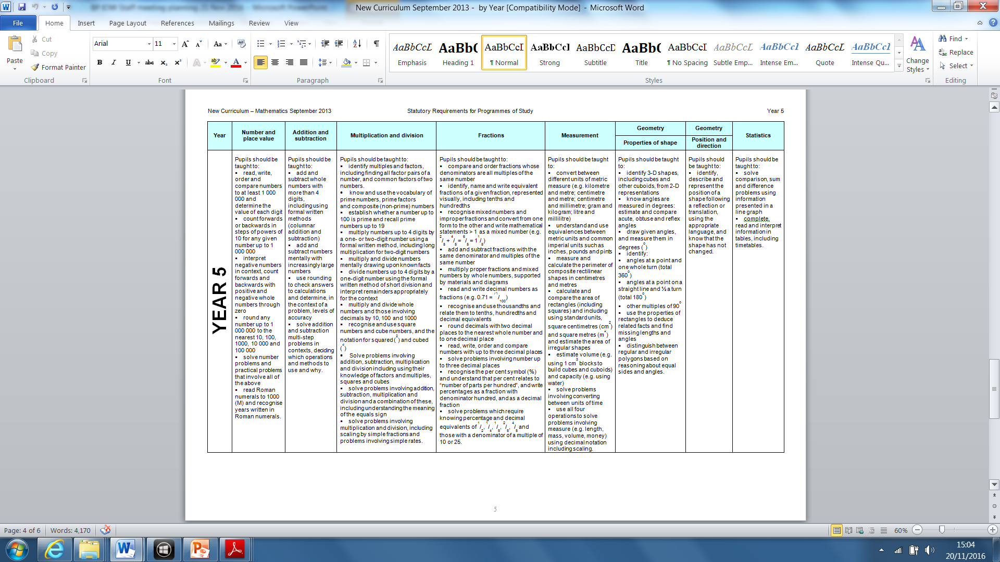 New Curriculum September 2013 - by Year [Compatibility Mode] - Microsoft Word
File
Home
Insert
Page Layout
References
Mailings
Review
View
Paste
Cut
Copy
Format Painter
Clipboard
Arial
11
Font
Paragraph
AaBbCcL
Emphasis
AaBb(
Heading 1
AaBbCcI
¶ Normal
AaBbCcI
Strong
AaBbCcD
Subtitle
AaBb(
Title
AaBbCcI
¶ No Spacing
AaBbCcL
Subtle Emp...
AaBbCcI
Intense Em...
AaBbCcL
Quote
AaBbCcI
Intense Qu...
Change
Styles
Styles
Find
Replace
Select
Editing
New Curriculum – Mathematics September 2013
Statutory Requirements for Programmes of Study
Year 5
Year
Number and
place value
Addition and
subtraction
Multiplication and division
Fractions
Measurement
Geometry
Properties of shape
Geometry
Position and
direction
Statistics
YEAR 5
Pupils should be
taught to:
▪ read, write,
order and
compare numbers
to at least 1 000
000 and
determine the
value of each digit
▪ count forwards
or backwards in
steps of powers of
10 for any given
number up to 1
000 000
▪ interpret
negative numbers
in context, count
forwards and
backwards with
positive and
negative whole
numbers through
zero
▪ round any
number up to 1
000 000 to the
nearest 10, 100,
1000, 10 000 and
100 000
▪ solve number
problems and
practical problems
that involve all of
the above
▪ read Roman
numerals to 1000
(M) and recognise
years written in
Roman numerals.
Pupils should be
taught to:
▪ add and
subtract whole
numbers with
more than 4
digits,
including using
formal written
methods
(columnar
addition and
subtraction)
▪ add and
subtract numbers
mentally with
increasingly large
numbers
▪ use rounding
to check answers
to calculations
and determine, in
the context of a
problem, levels of
accuracy
▪ solve addition
and subtraction
multi-step
problems in
contexts, deciding
which operations
and methods to
use and why.
Pupils should be taught to:
▪ identify multiples and factors,
including finding all factor pairs of a
number, and common factors of two
numbers.
• know and use the vocabulary of
prime numbers, prime factors
and composite (non-prime) numbers
▪ establish whether a number up to
100 is prime and recall prime
numbers up to 19
▪ multiply numbers up to 4 digits by
a one- or two-digit number using a
formal written method, including long
multiplication for two-digit numbers
▪ multiply and divide numbers
mentally drawing upon known facts
▪ divide numbers up to 4 digits by a
one-digit number using the formal
written method of short division and
interpret remainders appropriately
for the context
▪ multiply and divide whole
numbers and those involving
decimals by 10, 100 and 1000
▪ recognise and use square
numbers and cube numbers, and the
notation for squared (²) and cubed
(³)
• Solve problems involving
addition, subtraction, multiplication
and division including using their
knowledge of factors and multiples,
squares and cubes
▪ solve problems involving addition,
subtraction, multiplication and
division and a combination of these,
including understanding the meaning
of the equals sign
▪ solve problems involving
multiplication and division, including
scaling by simple fractions and
problems involving simple rates.
Pupils should be taught to:
▪ compare and order fractions whose
denominators are all multiples of the
same number
▪ identify, name and write equivalent
fractions of a given fraction, represented
visually, including tenths and
hundredths
▪ recognise mixed numbers and
improper fractions and convert from one
form to the other and write mathematical
statements > 1 as a mixed number (e.g.
²/₅ + ⁴/₅ = ⁶/₅ = 1 ¹/₅)
▪ add and subtract fractions with the
same denominator and multiples of the
same number
▪ multiply proper fractions and mixed
numbers by whole numbers, supported
by materials and diagrams
▪ read and write decimal numbers as
fractions (e.g. 0.71 = ⁷¹/₁₀₀)
▪ recognise and use thousandths and
relate them to tenths, hundredths and
decimal equivalents
▪ round decimals with two decimal
places to the nearest whole number and
to one decimal place
▪ read, write, order and compare
numbers with up to three decimal places
▪ solve problems involving number up
to three decimal places
▪ recognise the per cent symbol (%)
and understand that per cent relates to
“number of parts per hundred”, and write
percentages as a fraction with
denominator hundred, and as a decimal
fraction
▪ solve problems which require
knowing percentage and decimal
equivalents of ¹/₂, ¹/₄, ¹/₅, ²/₅, ⁴/₅ and
those with a denominator of a multiple of
10 or 25.
Pupils should be taught
to:
▪ convert between
different units of metric
measure (e.g. kilometre
and metre; centimetre
and metre; centimetre
and millimetre; gram and
kilogram; litre and
millilitre)
▪ understand and use
equivalences between
metric units and common
imperial units such as
inches, pounds and pints
▪ measure and
calculate the perimeter of
composite rectilinear
shapes in centimetres
and metres
▪ calculate and
compare the area of
rectangles (including
squares) and including
using standard units,
square centimetres (cm²)
and square metres (m²)
and estimate the area of
irregular shapes
▪ estimate volume (e.g.
using 1 cm³ blocks to
build cubes and cuboids)
and capacity (e.g. using
water)
▪ solve problems
involving converting
between units of time
▪ use all four
operations to solve
problems involving
measure (e.g. length,
mass, volume, money)
using decimal notation
including scaling.
Pupils should be taught
to:
▪ identify 3-D shapes,
including cubes and
other cuboids, from 2-D
representations
▪ know angles are
measured in degrees:
estimate and compare
acute, obtuse and reflex
angles
▪ draw given angles,
and measure them in
degrees (°)
▪ identify:
▪ angles at a point and
one whole turn (total
360°)
▪ angles at a point on a
straight line and ½ a turn
(total 180°)
▪ other multiples of 90°
▪ use the properties of
rectangles to deduce
related facts and find
missing lengths and
angles
▪ distinguish between
regular and irregular
polygons based on
reasoning about equal
sides and angles.
Pupils should
be taught to:
▪ identify,
describe and
represent the
position of a
shape following
a reflection or
translation,
using the
appropriate
language, and
know that the
shape has not
changed.
Pupils should be
taught to:
▪ solve
comparison, sum
and difference
problems using
information
presented in a
line graph
▪ complete,
read and interpret
information in
tables, including
timetables.
5
Page: 4 of 6
Words: 4,170
60%
15:04
20/11/2016